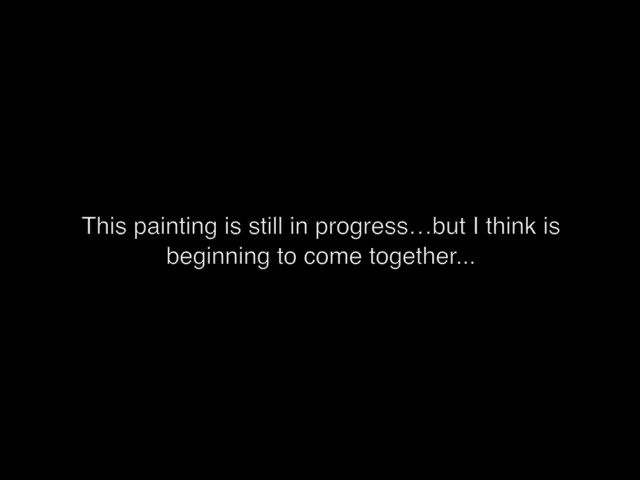 This painting is still in progress…but I think is
beginning to come together...